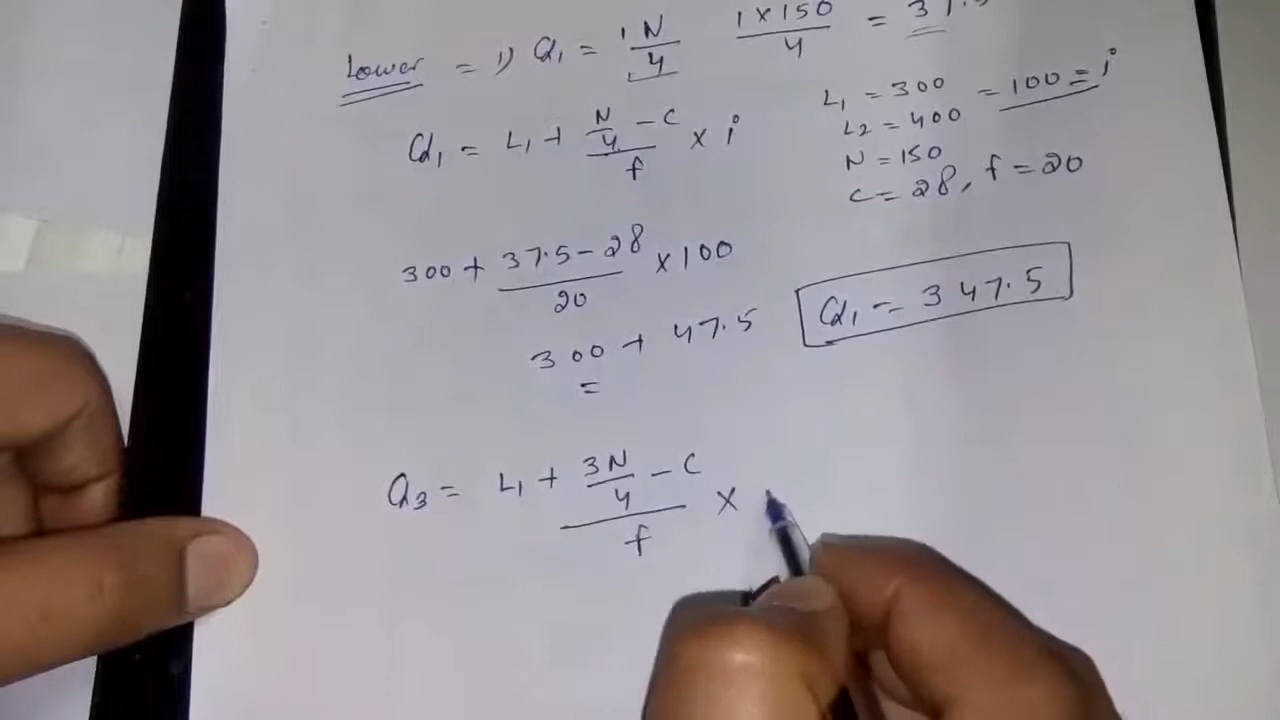 Lower = 1) Q₁ = 1N/4 1 x 150/4 = 37.5
Q₁ = L₁ + (N/4 - C)/f x i
L₁ = 300
L2 = 400 = 100 = i
N = 150
C = 28, f = 20
300 + (37.5 - 28)/20 x 100
300 + 47.5
=
Q₁ = 347.5
Q₃ = L₁ + (3N/4 - C)/f x